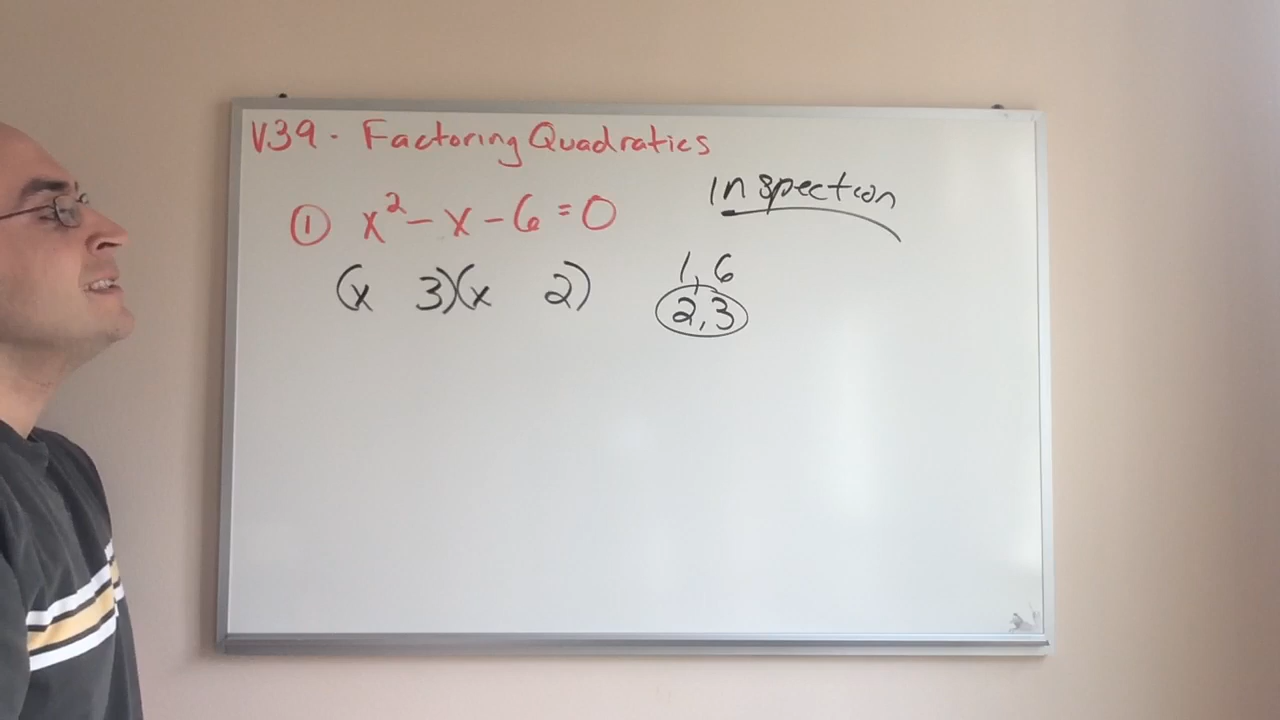 V39 - Factoring Quadratics
Inspection
① x² - x - 6 = 0
(x 3)(x 2)
1, 6
2, 3